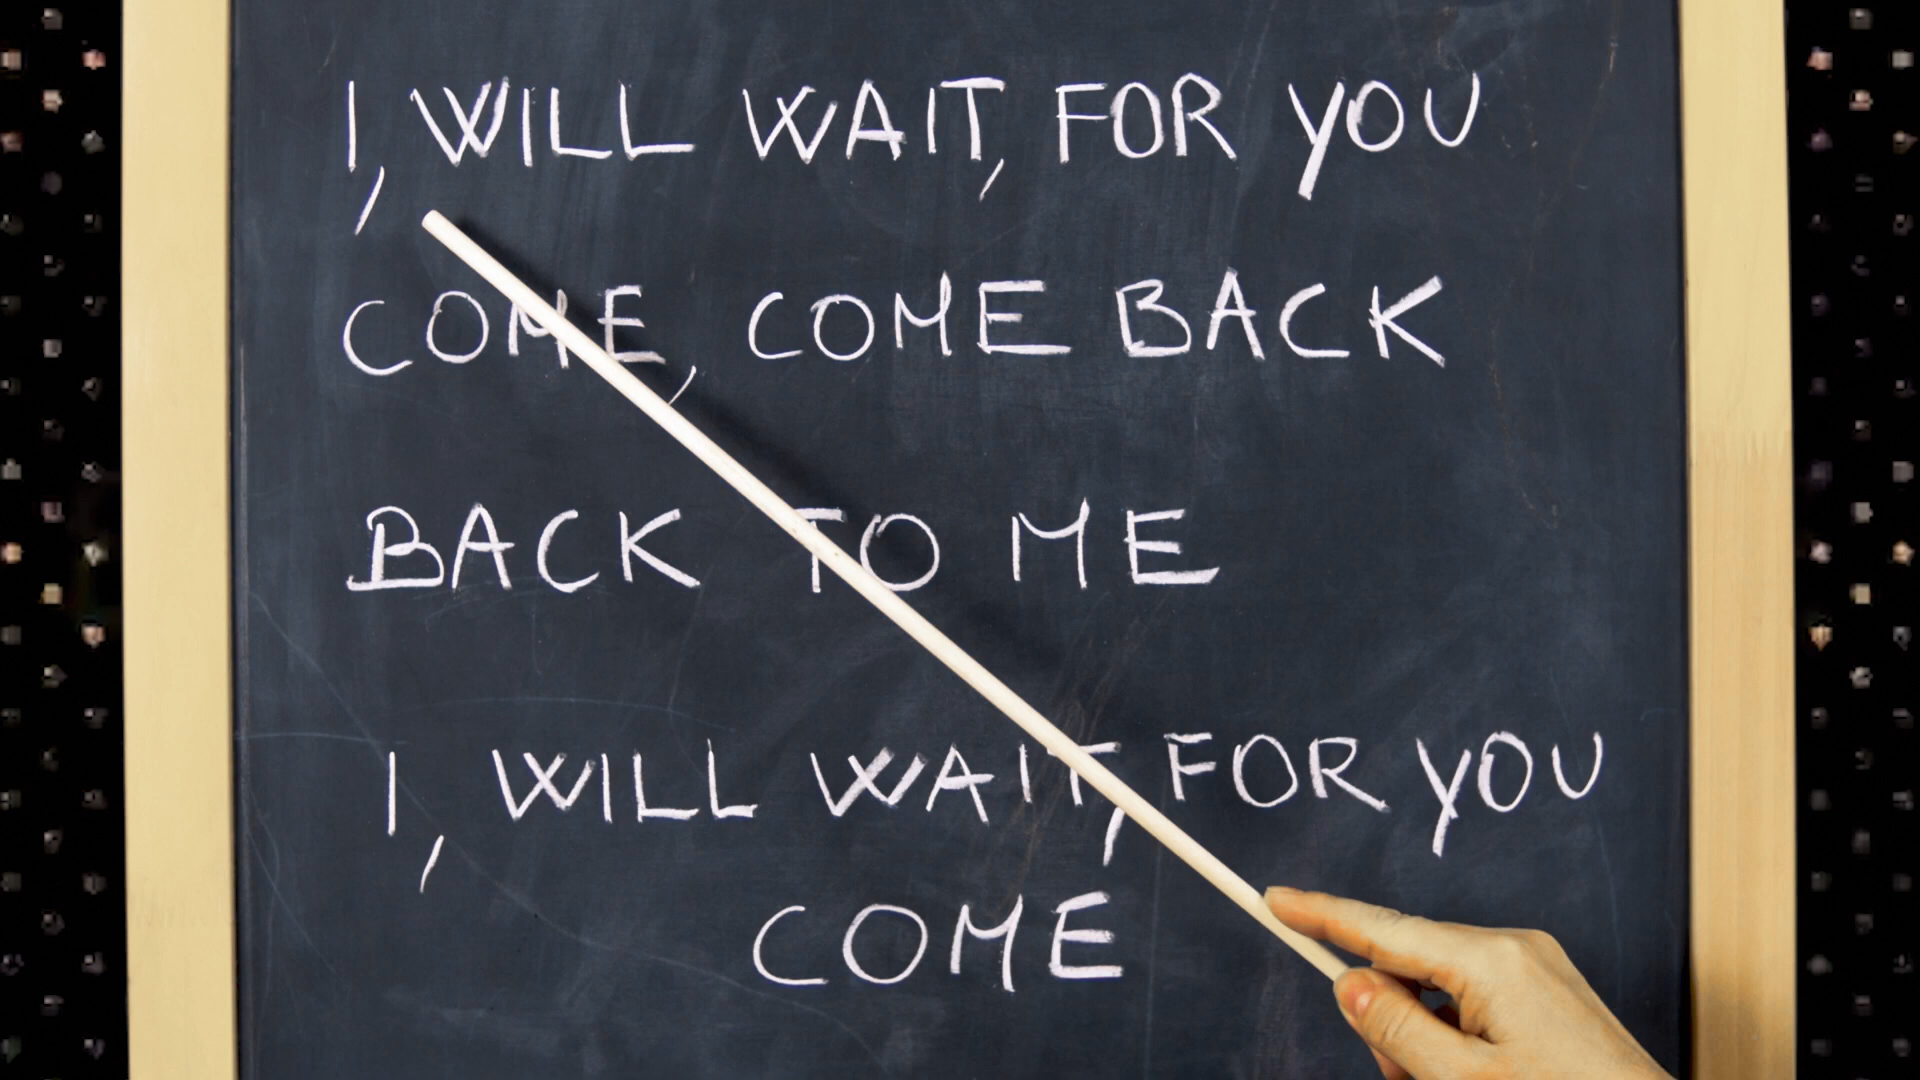 I, WILL WAIT, FOR YOU
COME, COME BACK
BACK TO ME
I, WILL WAIT, FOR YOU
COME